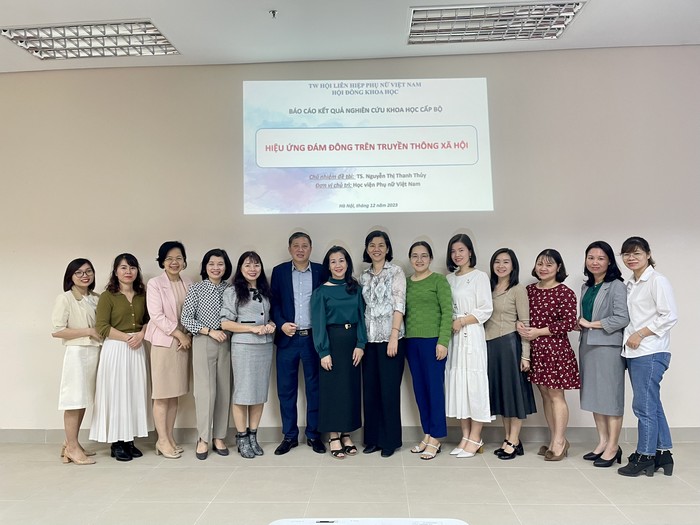 TW HỘI LIÊN HIỆP PHỤ NỮ VIỆT NAM
HỘI ĐỒNG KHOA HỌC
BÁO CÁO KẾT QUẢ NGHIÊN CỨU KHOA HỌC CẤP BỘ
HIỆU ỨNG ĐÁM ĐÔNG TRÊN TRUYỀN THÔNG XÃ HỘI
Chủ nhiệm đề tài: TS. Nguyễn Thị Thanh Thủy
Đơn vị chủ trì: Học viện Phụ nữ Việt Nam
Hà Nội, tháng 12 năm 2023